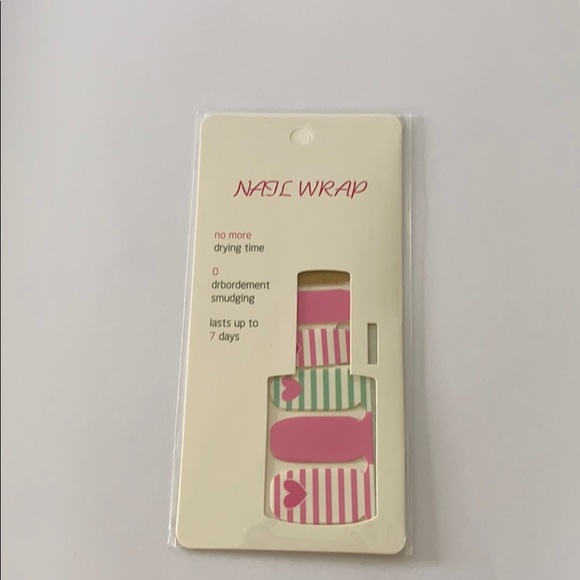 NAIL WRAP
no more
drying time
0
drbordement
smudging
lasts up to
7 days